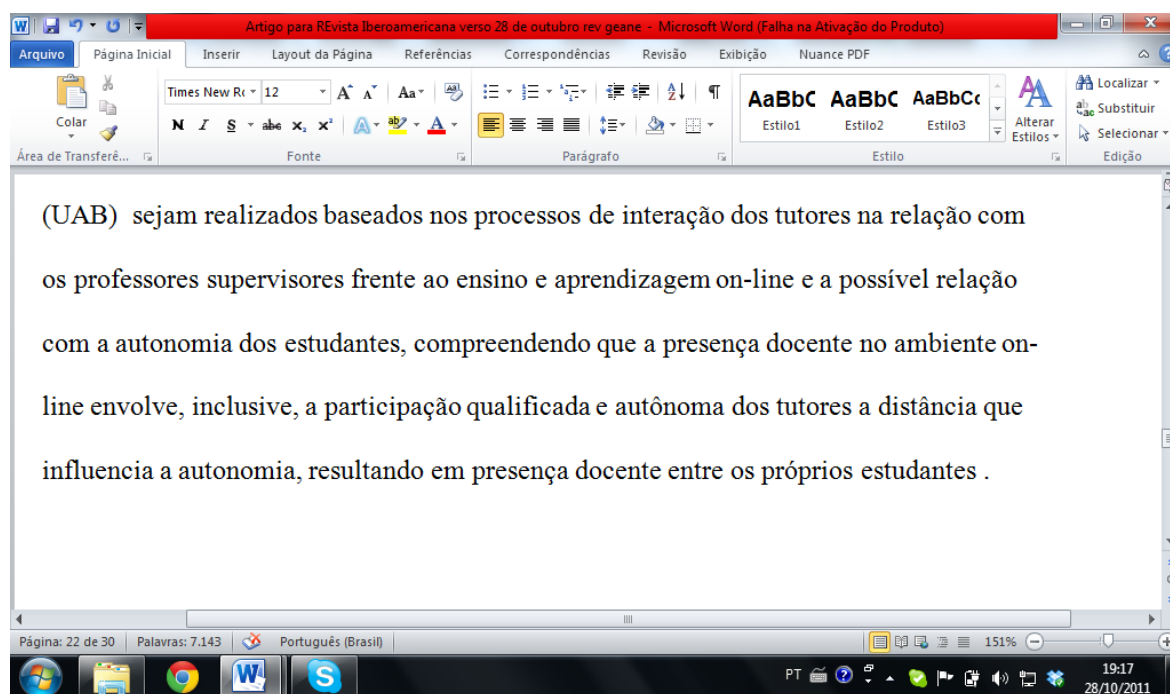 Artigo para REvista Iberoamericana verso 28 de outubro rev geane - Microsoft Word (Falha na Ativação do Produto)
Arquivo Página Inicial Inserir Layout da Página Referências Correspondências Revisão Exibição Nuance PDF
Colar
Times New Ro 12
Aa
N I S abc x₂ x²
AaBbC AaBbC AaBbCc
Estilo1 Estilo2 Estilo3
Alterar
Estilos
Localizar
Substituir
Selecionar
Área de Transferê... Fonte Parágrafo Estilo Edição
(UAB) sejam realizados baseados nos processos de interação dos tutores na relação com
os professores supervisores frente ao ensino e aprendizagem on-line e a possível relação
com a autonomia dos estudantes, compreendendo que a presença docente no ambiente on-
line envolve, inclusive, a participação qualificada e autônoma dos tutores a distância que
influencia a autonomia, resultando em presença docente entre os próprios estudantes .
Página: 22 de 30 Palavras: 7.143 Português (Brasil) 151%
PT 19:17
28/10/2011